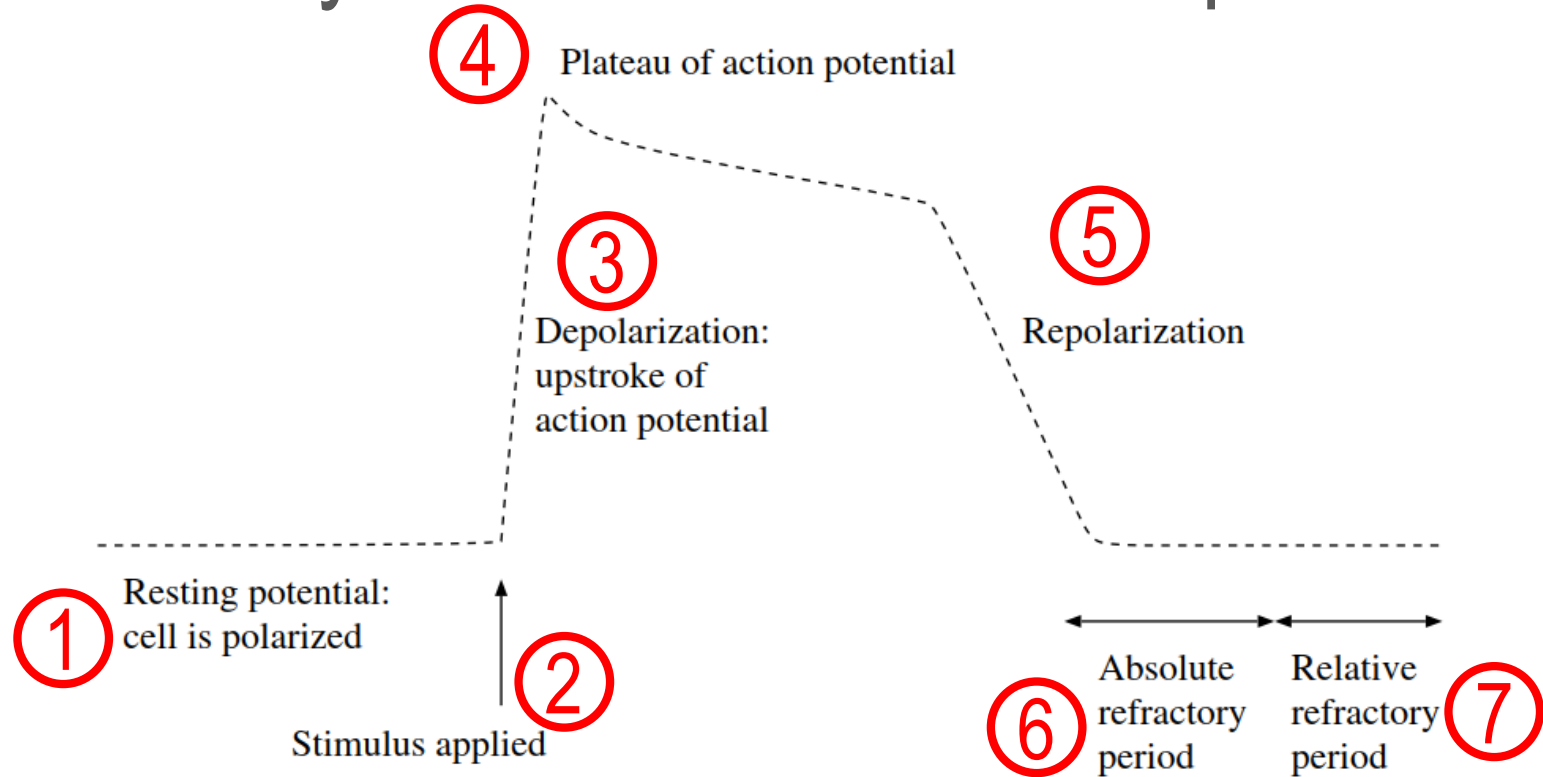 4
Plateau of action potential
3
5
Depolarization:
upstroke of
action potential
Repolarization
1
Resting potential:
cell is polarized
2
Stimulus applied
6
Absolute
refractory
period
Relative
refractory
period
7